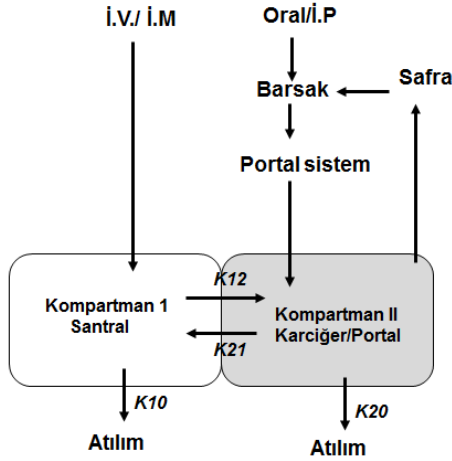 İ.V./ İ.M
Oral/İ.P
Barsak
Safra
Portal sistem
K12
Kompartman 1
Santral
Kompartman II
Karciğer/Portal
K21
K10
K20
Atılım
Atılım